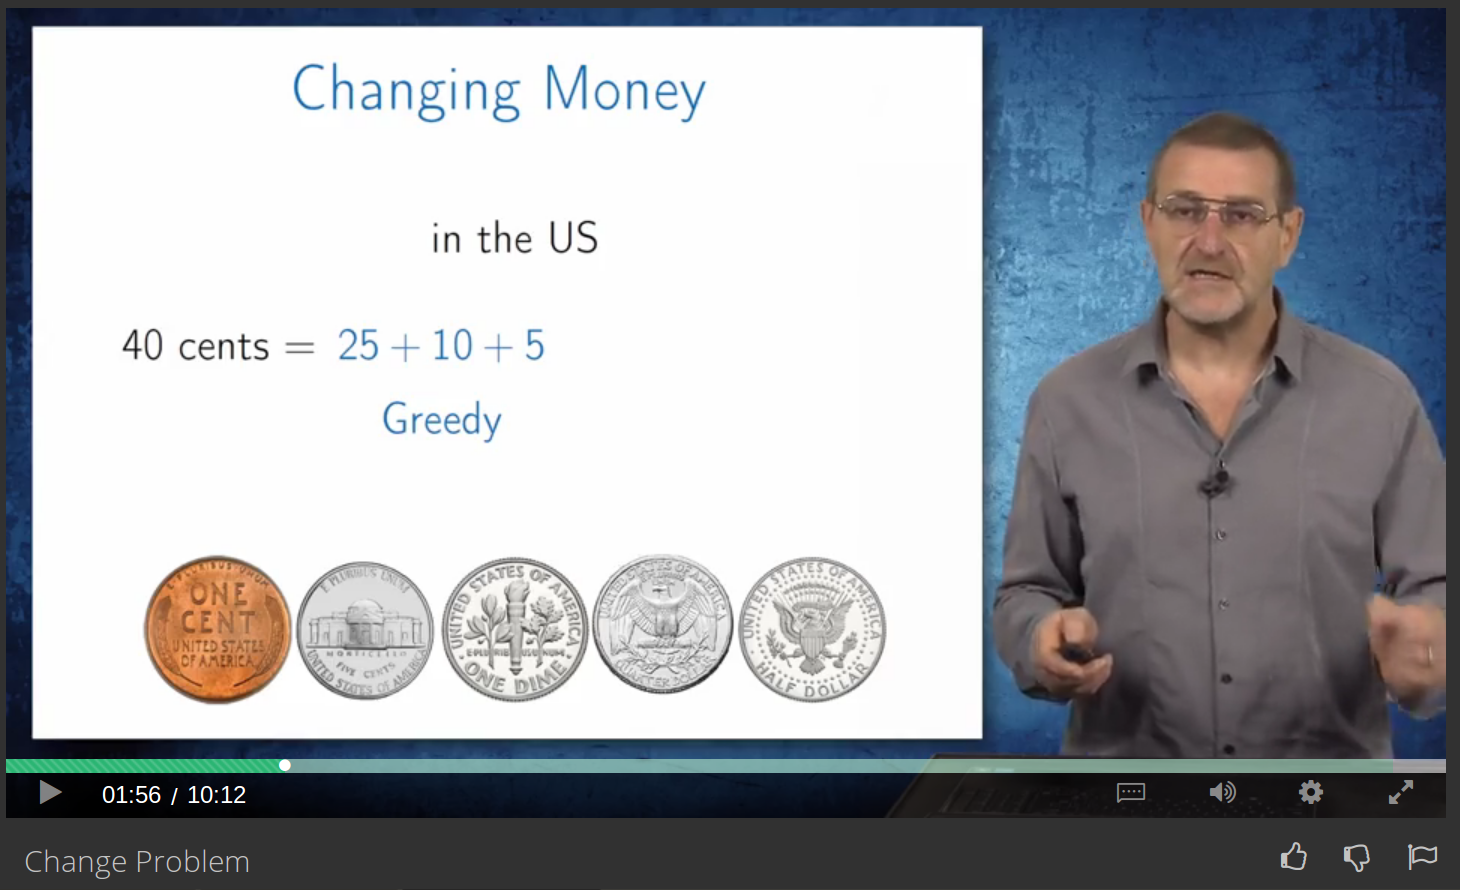 Changing Money
in the US
40 cents = 25 + 10 + 5
Greedy
E·PLURIBUS·UNUM
ONE
CENT
UNITED STATES
OF AMERICA
E PLURIBUS UNUM
MONTICELLO
FIVE CENTS
UNITED STATES OF AMERICA
UNITED STATES OF AMERICA
E·PLURIBUS UNUM·
ONE DIME
UNITED STATES OF AMERICA
QUARTER DOLLAR
UNITED STATES OF AMERICA
HALF DOLLAR
01:56 / 10:12
Change Problem